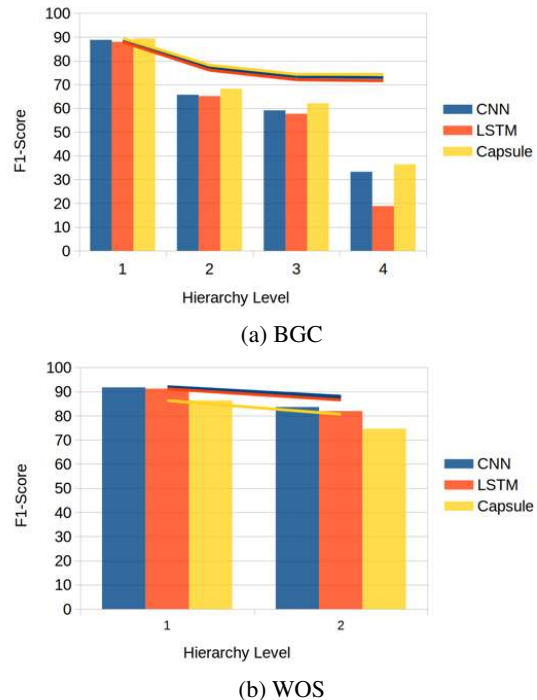 100
90
80
70
60
50
40
30
20
10
0
F1-Score
1 2 3 4
Hierarchy Level
CNN
LSTM
Capsule
(a) BGC
100
90
80
70
60
50
40
30
20
10
0
F1-Score
1 2
Hierarchy Level
CNN
LSTM
Capsule
(b) WOS